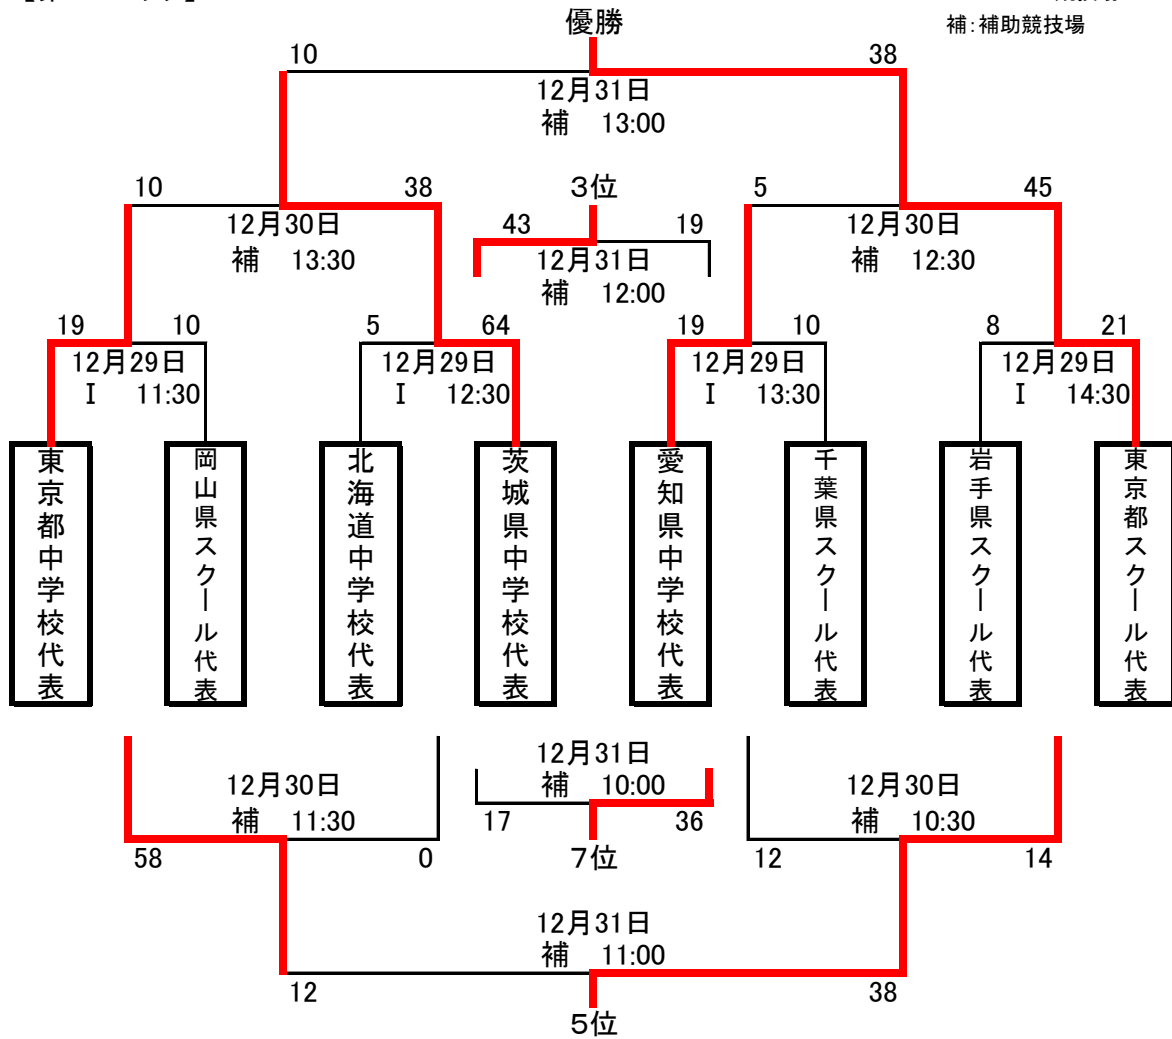 優勝
補:補助競技場
10 38
12月31日
補 13:00
10 38
3位
5 45
12月30日
補 13:30
43 19
12月31日
補 12:00
12月30日
補 12:30
19 10
12月29日
I 11:30
5 64
12月29日
I 12:30
19 10
12月29日
I 13:30
8 21
12月29日
I 14:30
東京都中学校代表
岡山県スクール代表
北海道中学校代表
茨城県中学校代表
愛知県中学校代表
千葉県スクール代表
岩手県スクール代表
東京都スクール代表
12月30日
補 11:30
58 0
12月31日
補 10:00
17 36
7位
12月30日
補 10:30
12 14
12月31日
補 11:00
12 38
5位